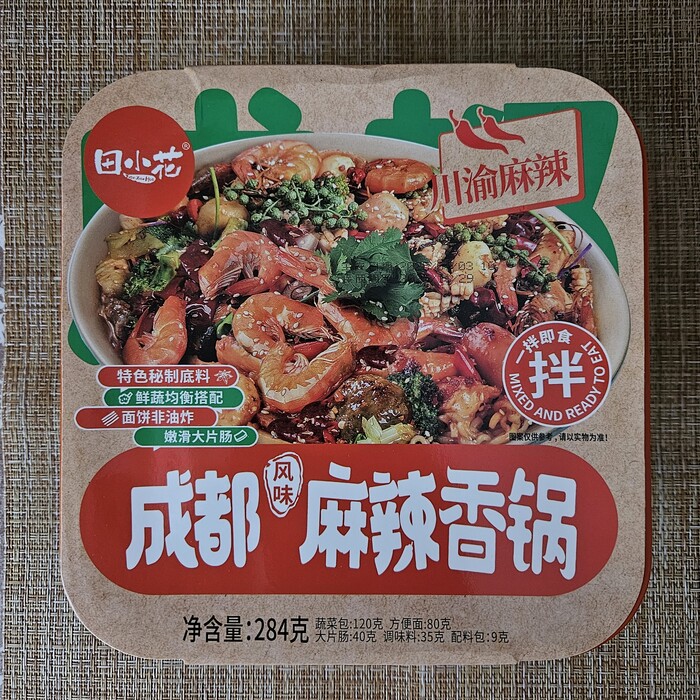 田小花®
川渝麻辣
一拌即食
拌
MIXED AND READY TO EAT
特色秘制底料
鲜蔬均衡搭配
面饼非油炸
嫩滑大片肠
图案仅供参考,请以实物为准!
成都风味麻辣香锅
净含量:284克
蔬菜包:120克 方便面:80克
大片肠:40克 调味料:35克 配料包:9克